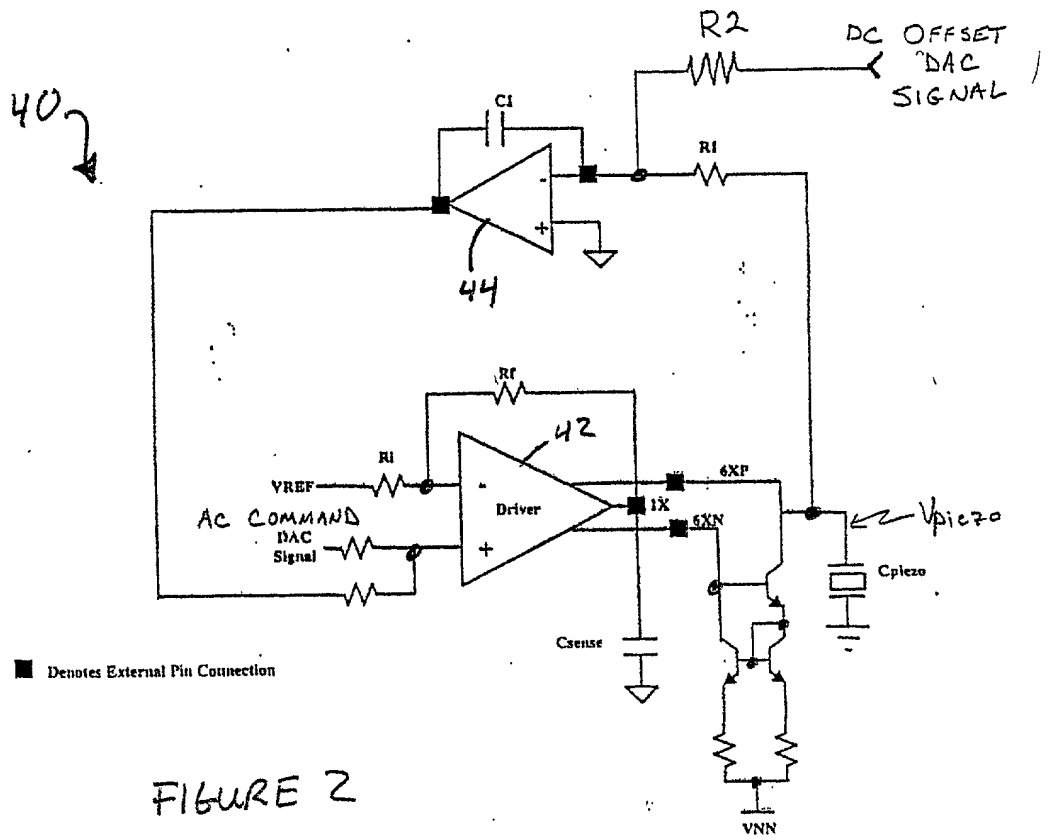 R2
DC OFFSET
DAC
SIGNAL
40
C1
R1
-
+
44
Rf
42
Ri
VREF
-
6XP
AC COMMAND
DAC
Signal
Driver
1X
6XN
Vpiezo
+
Cpiezo
Csense
Denotes External Pin Connection
FIGURE 2
VNN